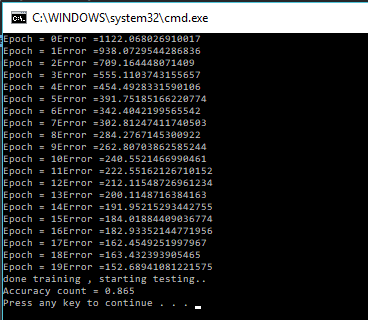 C:\WINDOWS\system32\cmd.exe
Epoch = 0Error =1122.068026910017
Epoch = 1Error =938.0729544286836
Epoch = 2Error =709.164448071409
Epoch = 3Error =555.1103743155657
Epoch = 4Error =454.4928331590106
Epoch = 5Error =391.75185166220774
Epoch = 6Error =342.4042199565542
Epoch = 7Error =302.81247411740503
Epoch = 8Error =284.2767145300922
Epoch = 9Error =262.80703862585244
Epoch = 10Error =240.5521466990461
Epoch = 11Error =222.55162126710152
Epoch = 12Error =212.11548726961234
Epoch = 13Error =200.1148716384163
Epoch = 14Error =191.95215293442755
Epoch = 15Error =184.01884409036774
Epoch = 16Error =182.93352144771956
Epoch = 17Error =162.4549251997967
Epoch = 18Error =163.432393905465
Epoch = 19Error =152.68941081221575
done training , starting testing..
Accuracy count = 0.865
Press any key to continue . . .